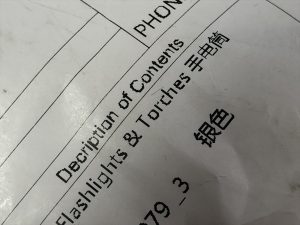 PHON
Decription of Contents
Flashlights & Torches 手电筒
银色
079_3